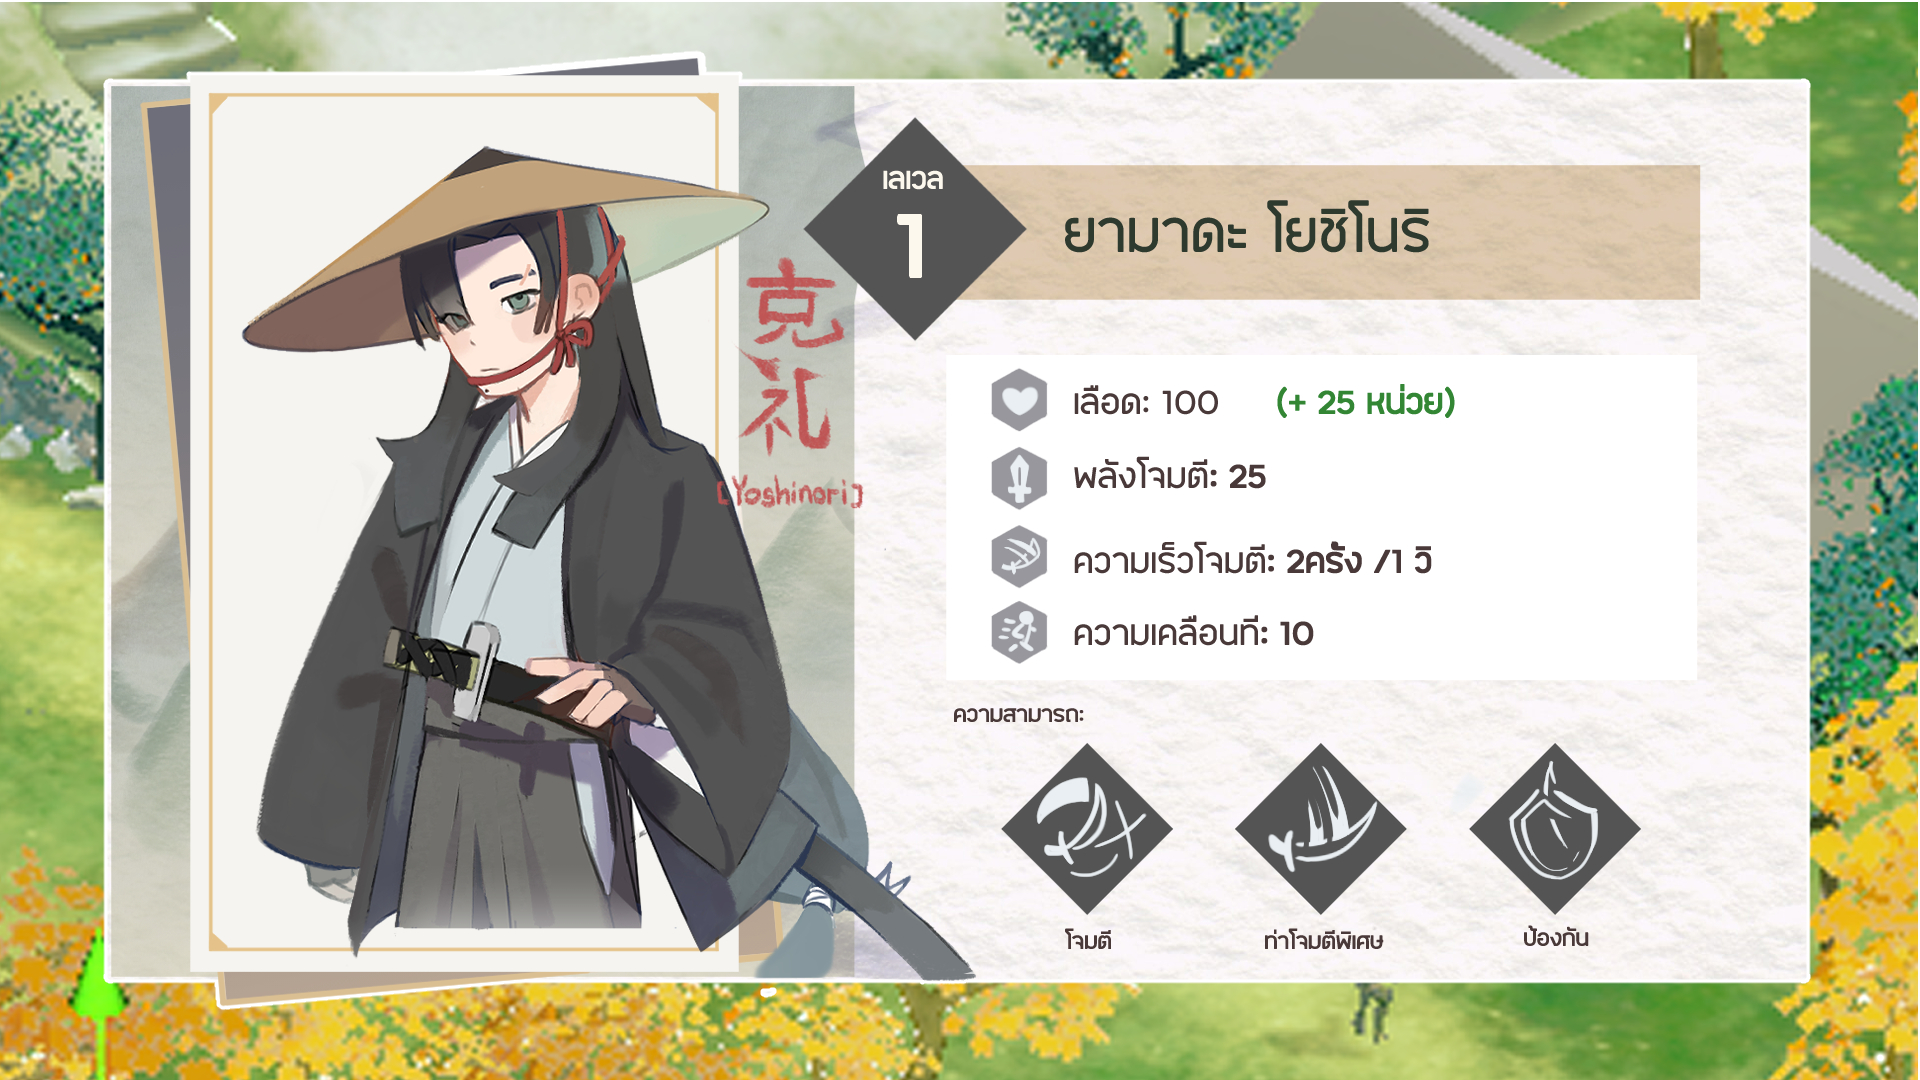 เลเวล
1
ยามาดะ โยชิโนริ
克
礼
[Yoshinori]
เลือด: 100 (+ 25 หน่วย)
พลังโจมตี: 25
ความเร็วโจมตี: 2ครั้ง /1 วิ
ความเคลือนที: 10
ความสามารถ:
โจมตี
ท่าโจมตีพิเศษ
ป้องกัน